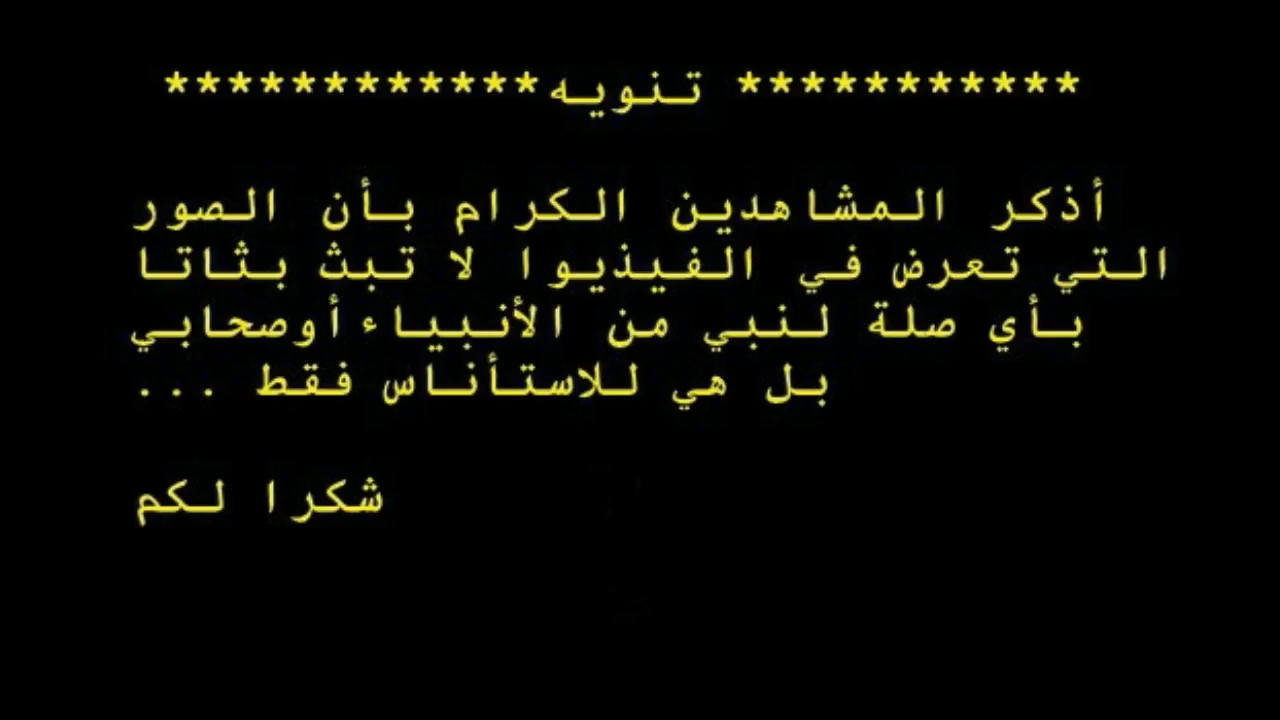 *********** تنويه************
أذكر المشاهدين الكرام بأن الصور
التي تعرض في الفيذيوا لا تبث بثاتا
بأي صلة لنبي من الأنبياء أوصحابي
بل هي للاستأناس فقط ...
شكرا لكم